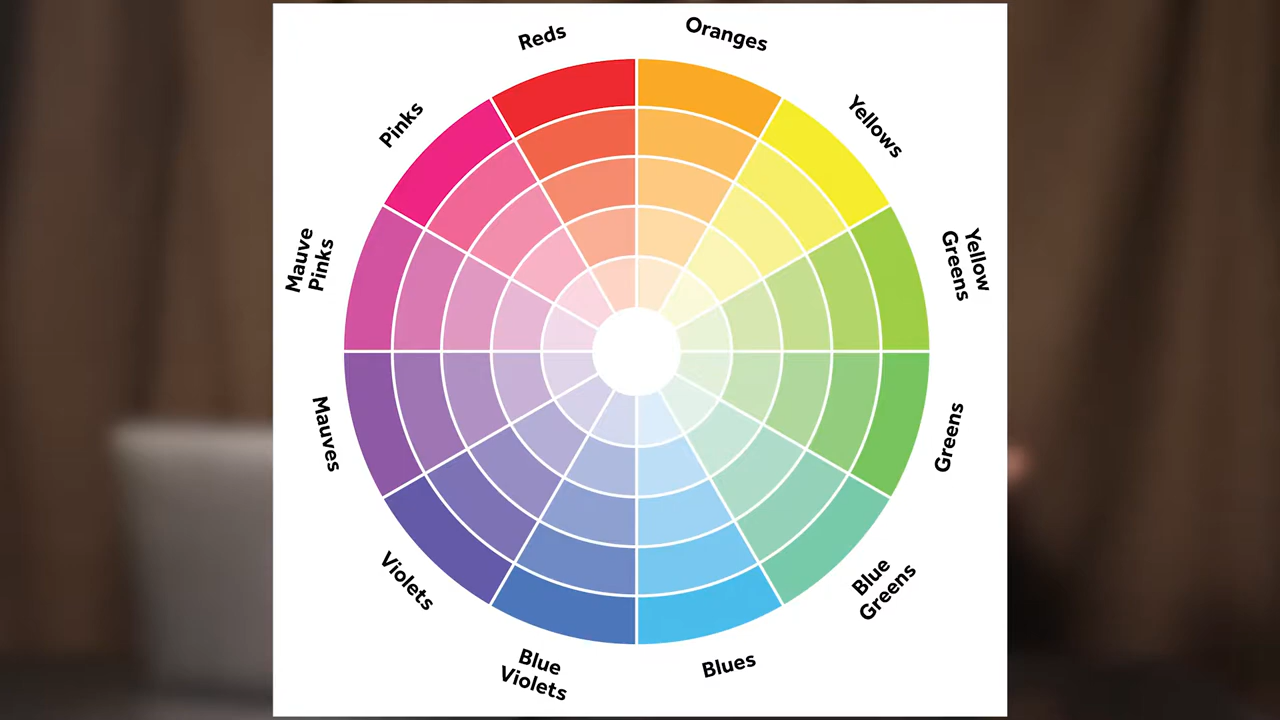 Reds
Oranges
Yellows
Yellow
Greens
Greens
Blue
Greens
Blues
Blue
Violets
Violets
Mauves
Mauve
Pinks
Pinks